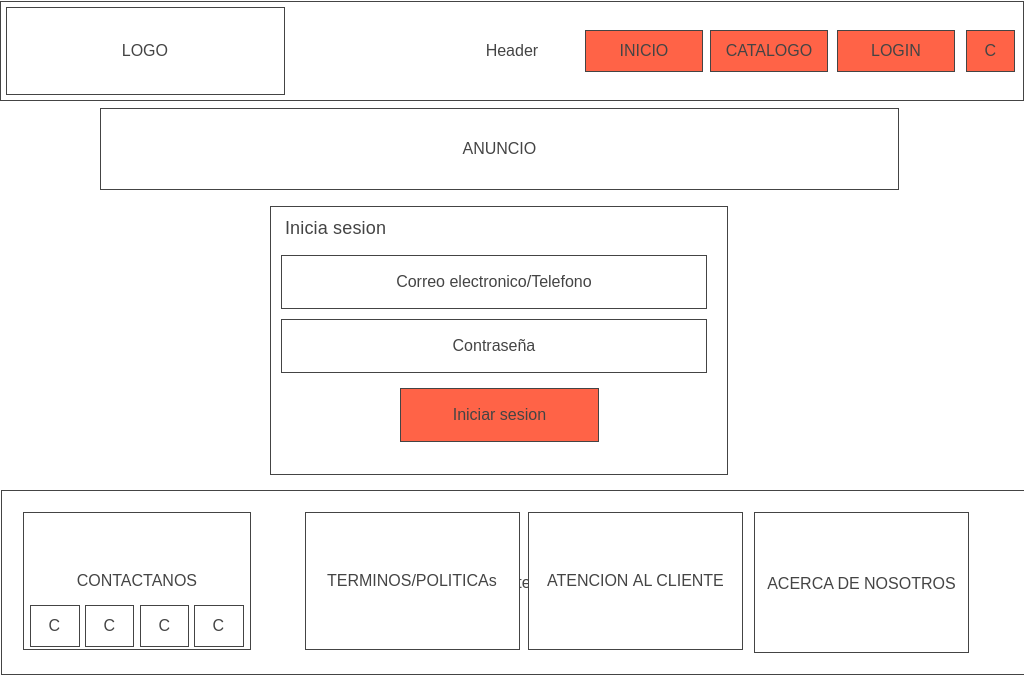 LOGO
Header
INICIO
CATALOGO
LOGIN
C
ANUNCIO
Inicia sesion
Correo electronico/Telefono
Contraseña
Iniciar sesion
CONTACTANOS
C
C
C
C
TERMINOS/POLITICAs
ATENCION AL CLIENTE
ACERCA DE NOSOTROS